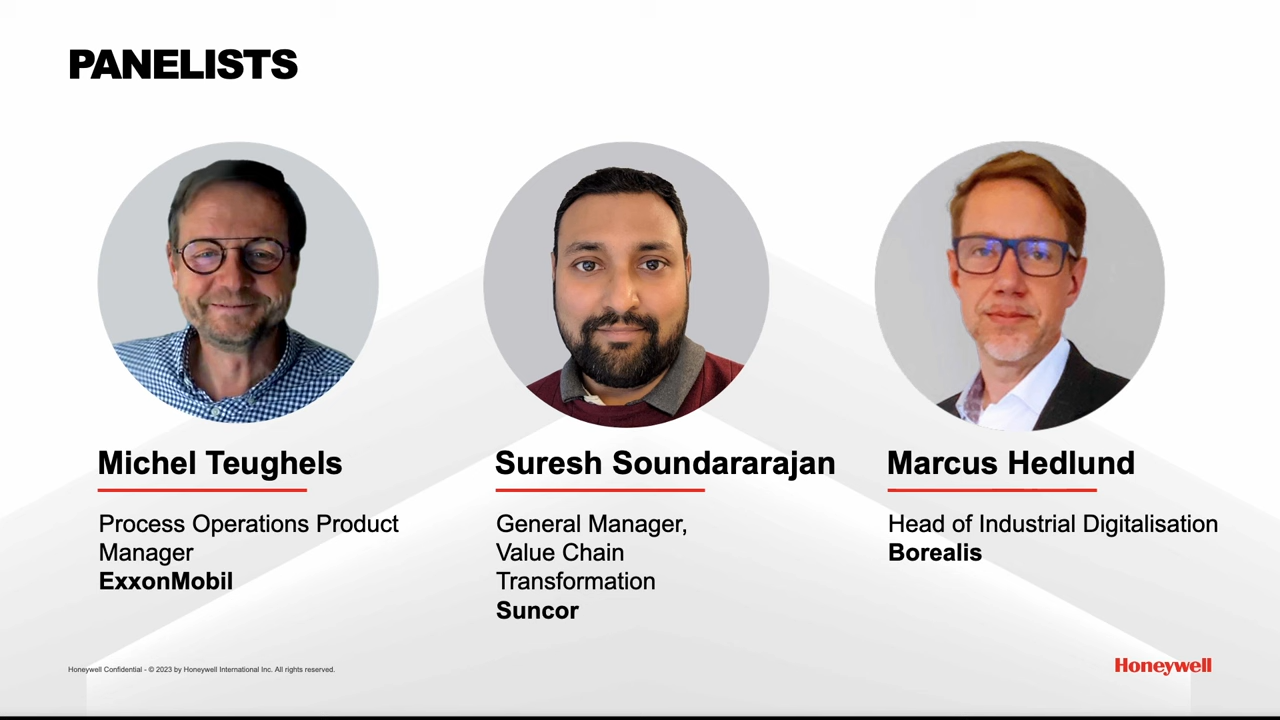 PANELISTS
Michel Teughels
Suresh Soundararajan
Marcus Hedlund
Process Operations Product
Manager
ExxonMobil
General Manager,
Value Chain
Transformation
Suncor
Head of Industrial Digitalisation
Borealis
Honeywell Confidential - © 2023 by Honeywell International Inc. All rights reserved.
Honeywell